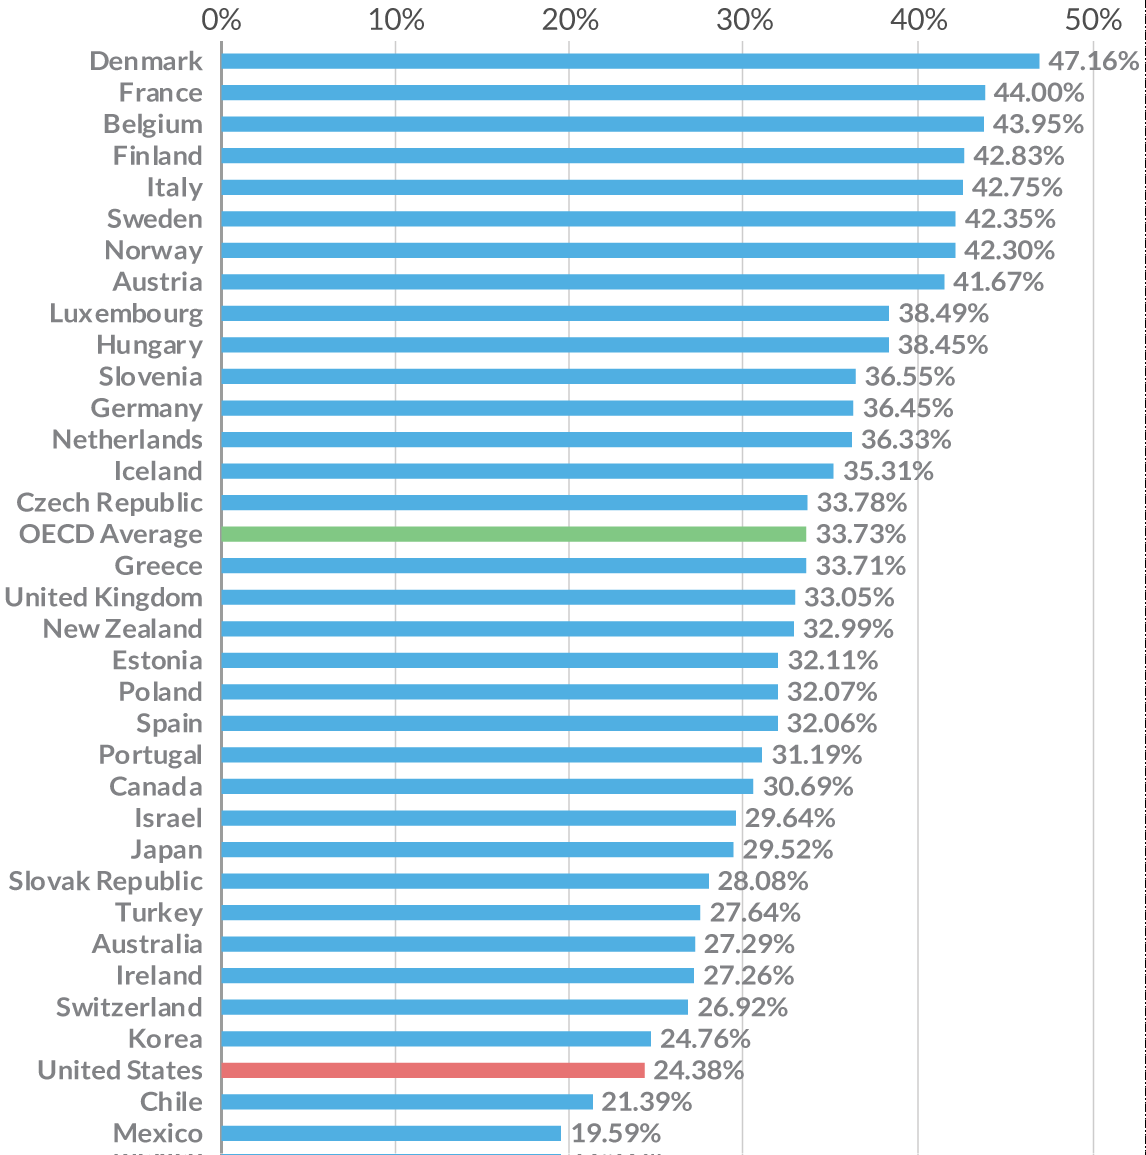 0% 10% 20% 30% 40% 50%
Denmark 47.16%
France 44.00%
Belgium 43.95%
Finland 42.83%
Italy 42.75%
Sweden 42.35%
Norway 42.30%
Austria 41.67%
Luxembourg 38.49%
Hungary 38.45%
Slovenia 36.55%
Germany 36.45%
Netherlands 36.33%
Iceland 35.31%
Czech Republic 33.78%
OECD Average 33.73%
Greece 33.71%
United Kingdom 33.05%
New Zealand 32.99%
Estonia 32.11%
Poland 32.07%
Spain 32.06%
Portugal 31.19%
Canada 30.69%
Israel 29.64%
Japan 29.52%
Slovak Republic 28.08%
Turkey 27.64%
Australia 27.29%
Ireland 27.26%
Switzerland 26.92%
Korea 24.76%
United States 24.38%
Chile 21.39%
Mexico 19.59%